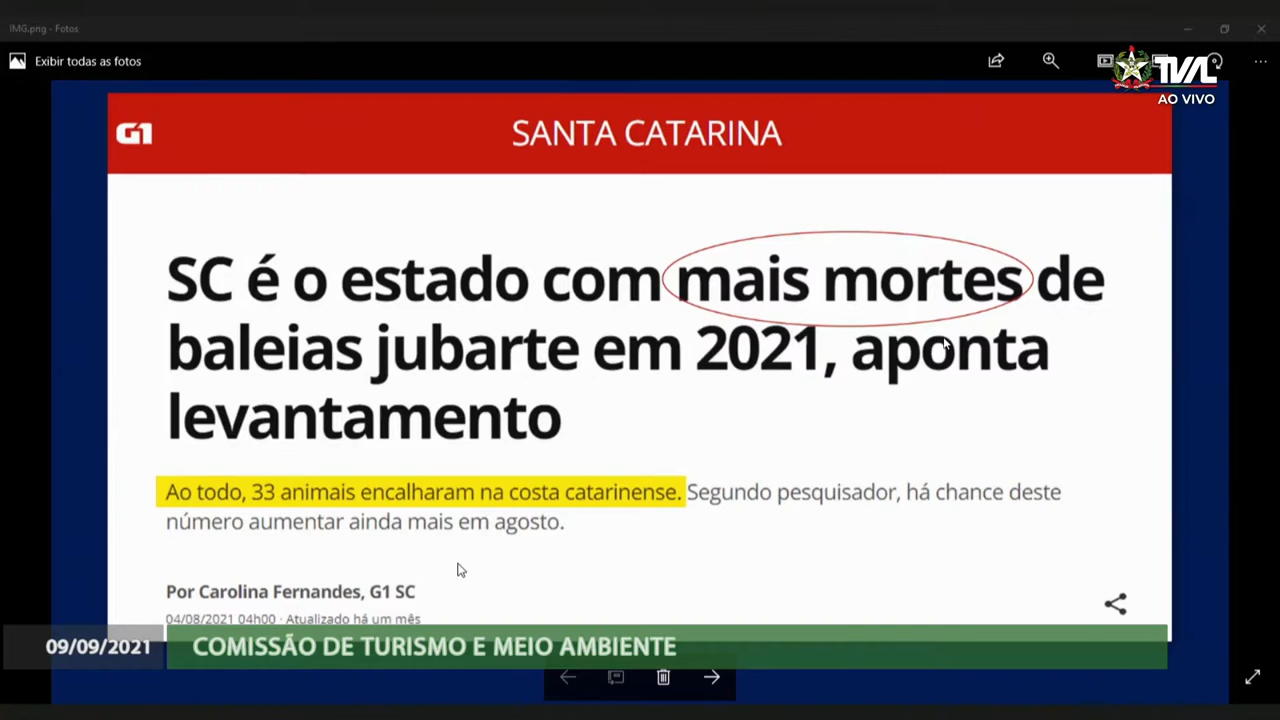 IMG.png - Fotos
Exibir todas as fotos
TVAL
AO VIVO
G1
SANTA CATARINA
SC é o estado com mais mortes de
baleias jubarte em 2021, aponta
levantamento
Ao todo, 33 animais encalharam na costa catarinense. Segundo pesquisador, há chance deste
número aumentar ainda mais em agosto.
Por Carolina Fernandes, G1 SC
04/08/2021 04h00 · Atualizado há um mês
09/09/2021
COMISSÃO DE TURISMO E MEIO AMBIENTE